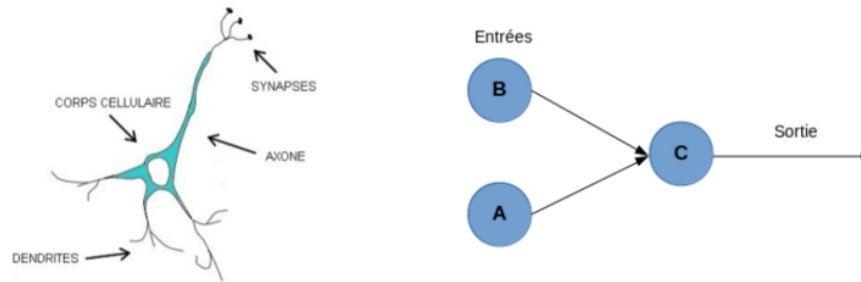 SYNAPSES
CORPS CELLULAIRE
AXONE
DENDRITES
Entrées
B
A
C
Sortie